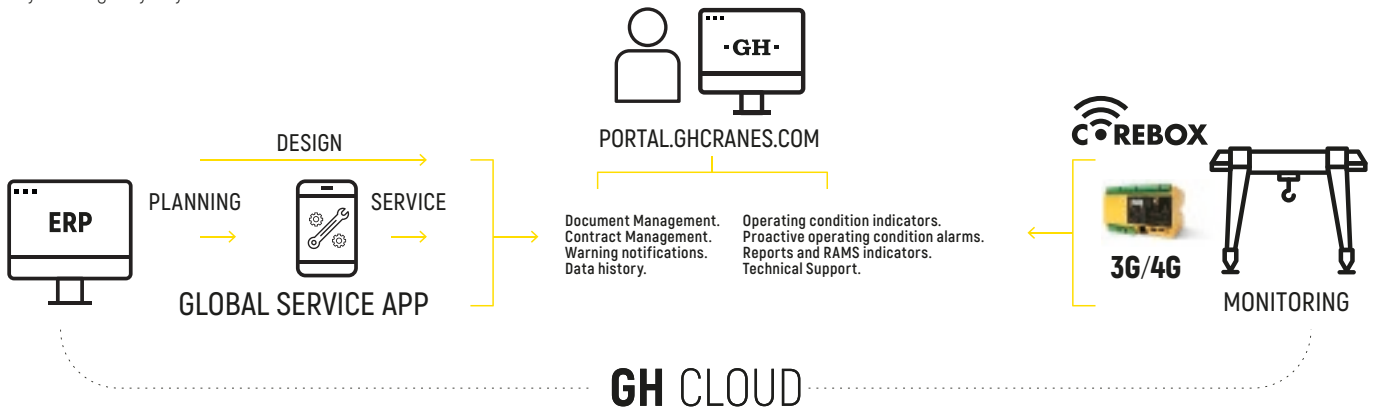 ·GH·
COREBOX
DESIGN
PORTAL.GHCRANES.COM
ERP
PLANNING
SERVICE
Document Management.
Contract Management.
Warning notifications.
Data history.
Operating condition indicators.
Proactive operating condition alarms.
Reports and RAMS indicators.
Technical Support.
3G/4G
GLOBAL SERVICE APP
MONITORING
GH CLOUD